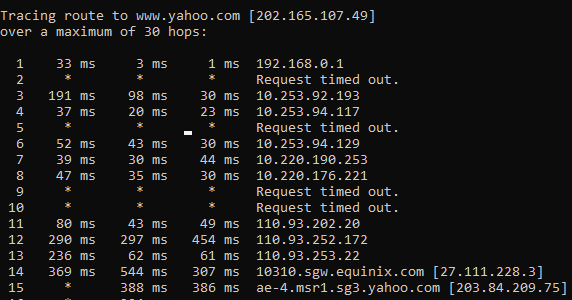 Tracing route to www.yahoo.com [202.165.107.49]
over a maximum of 30 hops:
1 33 ms 3 ms 1 ms 192.168.0.1
2 * * * Request timed out.
3 191 ms 98 ms 30 ms 10.253.92.193
4 37 ms 20 ms 23 ms 10.253.94.117
5 * * * Request timed out.
6 52 ms 43 ms 30 ms 10.253.94.129
7 39 ms 30 ms 44 ms 10.220.190.253
8 47 ms 35 ms 30 ms 10.220.176.221
9 * * * Request timed out.
10 * * * Request timed out.
11 80 ms 43 ms 49 ms 110.93.202.20
12 290 ms 297 ms 454 ms 110.93.252.172
13 236 ms 62 ms 61 ms 110.93.253.22
14 369 ms 544 ms 307 ms 10310.sgw.equinix.com [27.111.228.3]
15 * 388 ms 386 ms ae-4.msr1.sg3.yahoo.com [203.84.209.75]